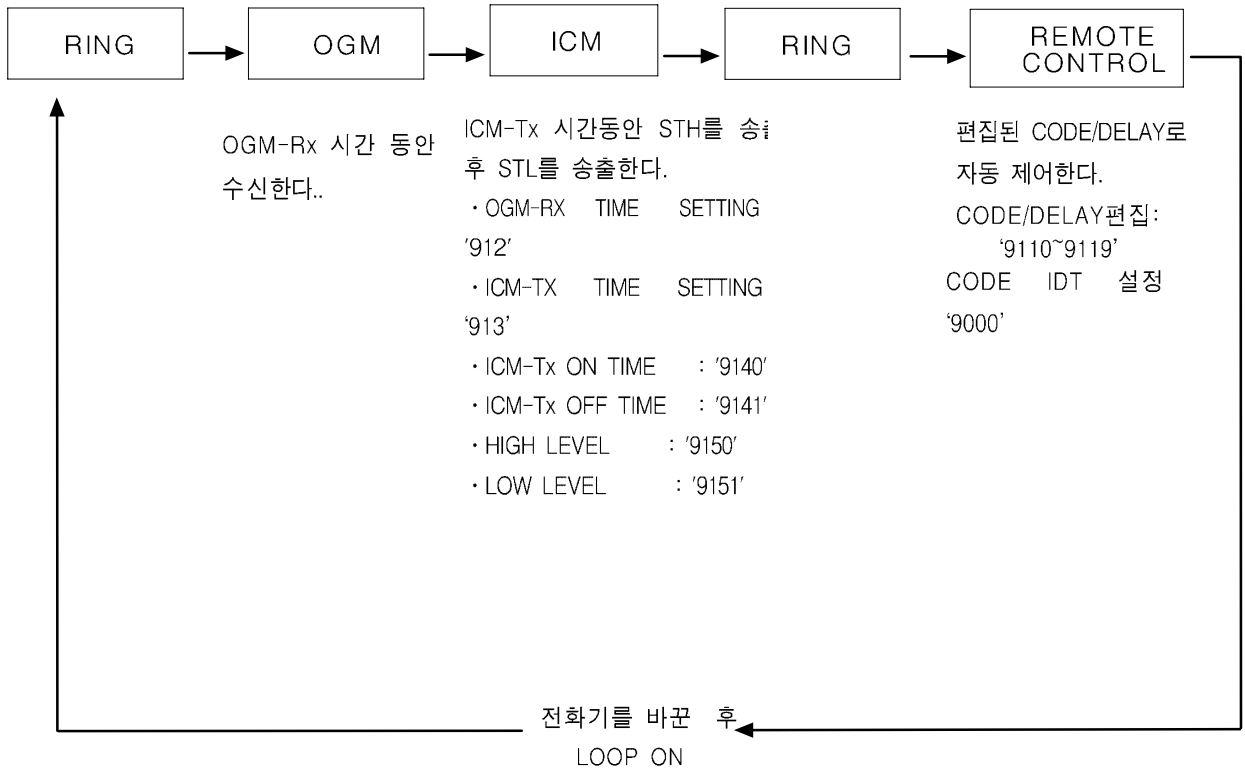 RING
OGM
ICM
RING
REMOTE
CONTROL
OGM-Rx 시간 동안
수신한다..
ICM-Tx 시간동안 STH를
후 STL를 송출한다.
·OGM-RX TIME SETTING
'912'
·ICM-TX TIME SETTING
'913'
·ICM-Tx ON TIME : '9140'
·ICM-Tx OFF TIME : '9141'
·HIGH LEVEL : '9150'
·LOW LEVEL : '9151'
편집된 CODE/DELAY로
자동 제어한다.
CODE/DELAY편집:
'9110~9119'
CODE IDT 설정
'9000'
전화기를 바꾼 후
LOOP ON